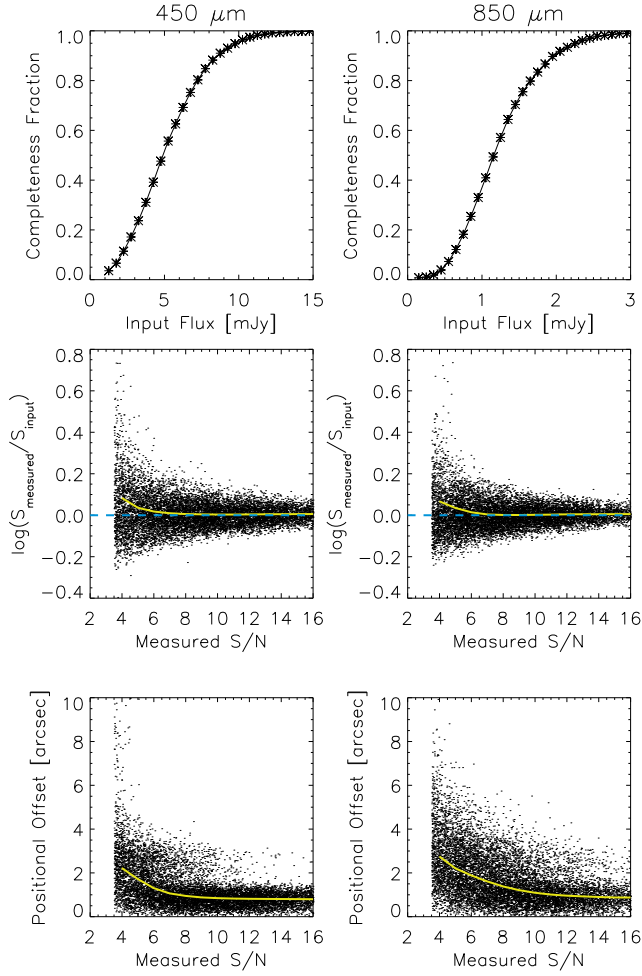 450 μm
850 μm
Completeness Fraction
1.0
0.8
0.6
0.4
0.2
0.0
0 5 10 15
Input Flux [mJy]
Completeness Fraction
1.0
0.8
0.6
0.4
0.2
0.0
0 1 2 3
Input Flux [mJy]
log(S_measured/S_input)
0.8
0.6
0.4
0.2
0.0
−0.2
−0.4
2 4 6 8 10 12 14 16
Measured S/N
log(S_measured/S_input)
0.8
0.6
0.4
0.2
0.0
−0.2
−0.4
2 4 6 8 10 12 14 16
Measured S/N
Positional Offset [arcsec]
10
8
6
4
2
0
2 4 6 8 10 12 14 16
Measured S/N
Positional Offset [arcsec]
10
8
6
4
2
0
2 4 6 8 10 12 14 16
Measured S/N